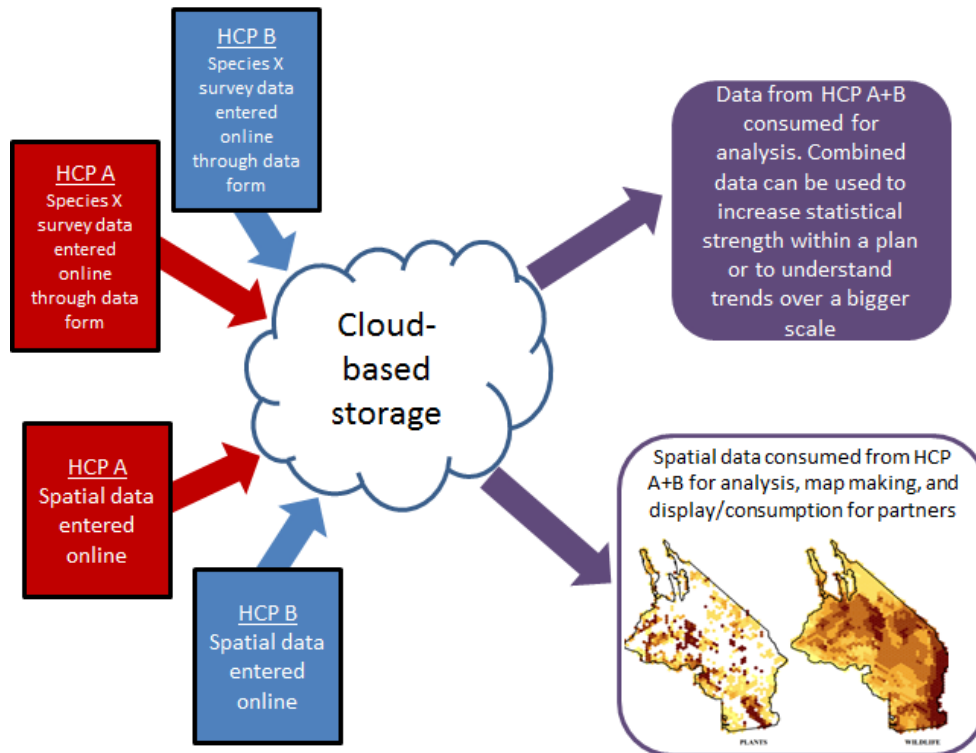 HCP B
Species X
survey data
entered
online
through data
form
HCP A
Species X
survey data
entered
online
through data
form
HCP A
Spatial data
entered
online
HCP B
Spatial data
entered
online
Cloud-
based
storage
Data from HCP A+B
consumed for
analysis. Combined
data can be used to
increase statistical
strength within a plan
or to understand
trends over a bigger
scale
Spatial data consumed from HCP
A+B for analysis, map making, and
display/consumption for partners
PLANTS
WILDLIFE